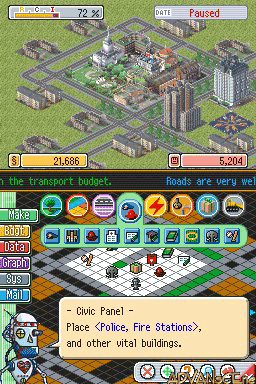 R C I
72 %
DATE Paused
$ 21,686
5,204
n the transport budget. Roads are very wel
Make
Bdgt
Data
Graph
Sys
Mail
- Civic Panel -
Place <Police, Fire Stations>,
and other vital buildings.